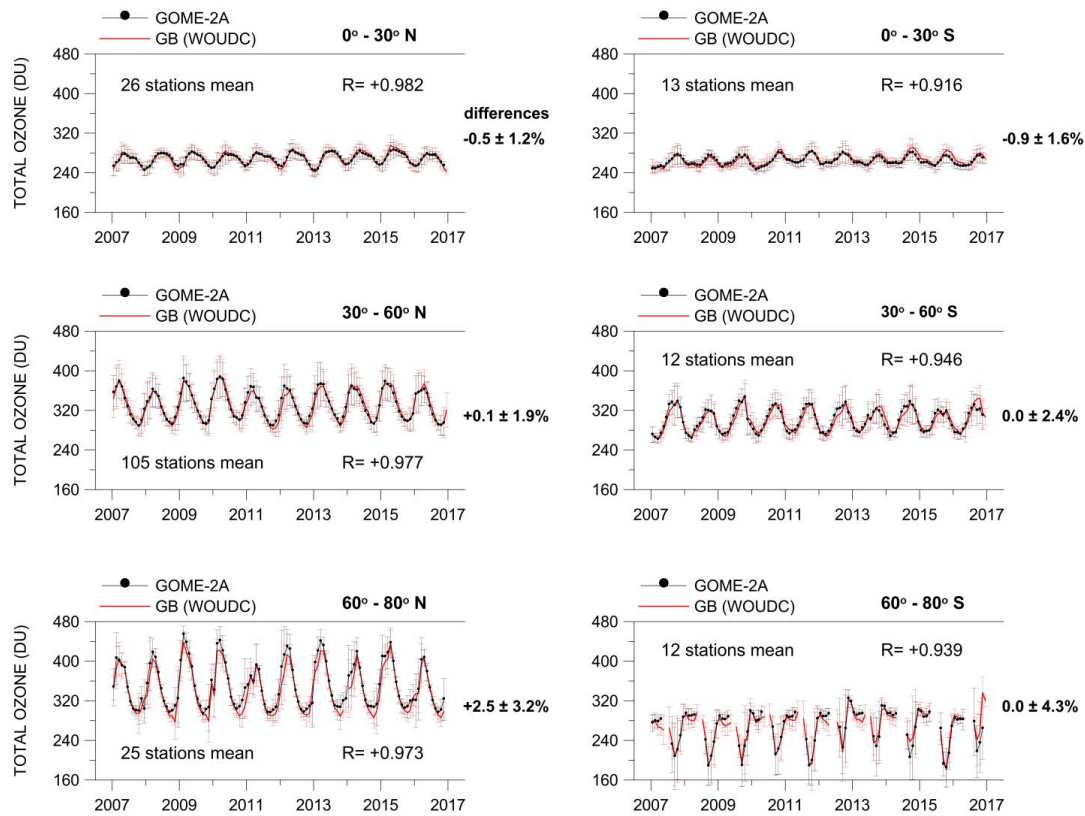 GOME-2A
GB (WOUDC)
0° - 30° N
TOTAL OZONE (DU)
480
400
320
240
160
26 stations mean
R= +0.982
2007
2009
2011
2013
2015
2017
differences
-0.5 ± 1.2%
GOME-2A
GB (WOUDC)
0° - 30° S
480
400
320
240
160
13 stations mean
R= +0.916
2007
2009
2011
2013
2015
2017
-0.9 ± 1.6%
GOME-2A
GB (WOUDC)
30° - 60° N
TOTAL OZONE (DU)
480
400
320
240
160
105 stations mean
R= +0.977
2007
2009
2011
2013
2015
2017
+0.1 ± 1.9%
GOME-2A
GB (WOUDC)
30° - 60° S
480
400
320
240
160
12 stations mean
R= +0.946
2007
2009
2011
2013
2015
2017
0.0 ± 2.4%
GOME-2A
GB (WOUDC)
60° - 80° N
TOTAL OZONE (DU)
480
400
320
240
160
25 stations mean
R= +0.973
2007
2009
2011
2013
2015
2017
+2.5 ± 3.2%
GOME-2A
GB (WOUDC)
60° - 80° S
480
400
320
240
160
12 stations mean
R= +0.939
2007
2009
2011
2013
2015
2017
0.0 ± 4.3%